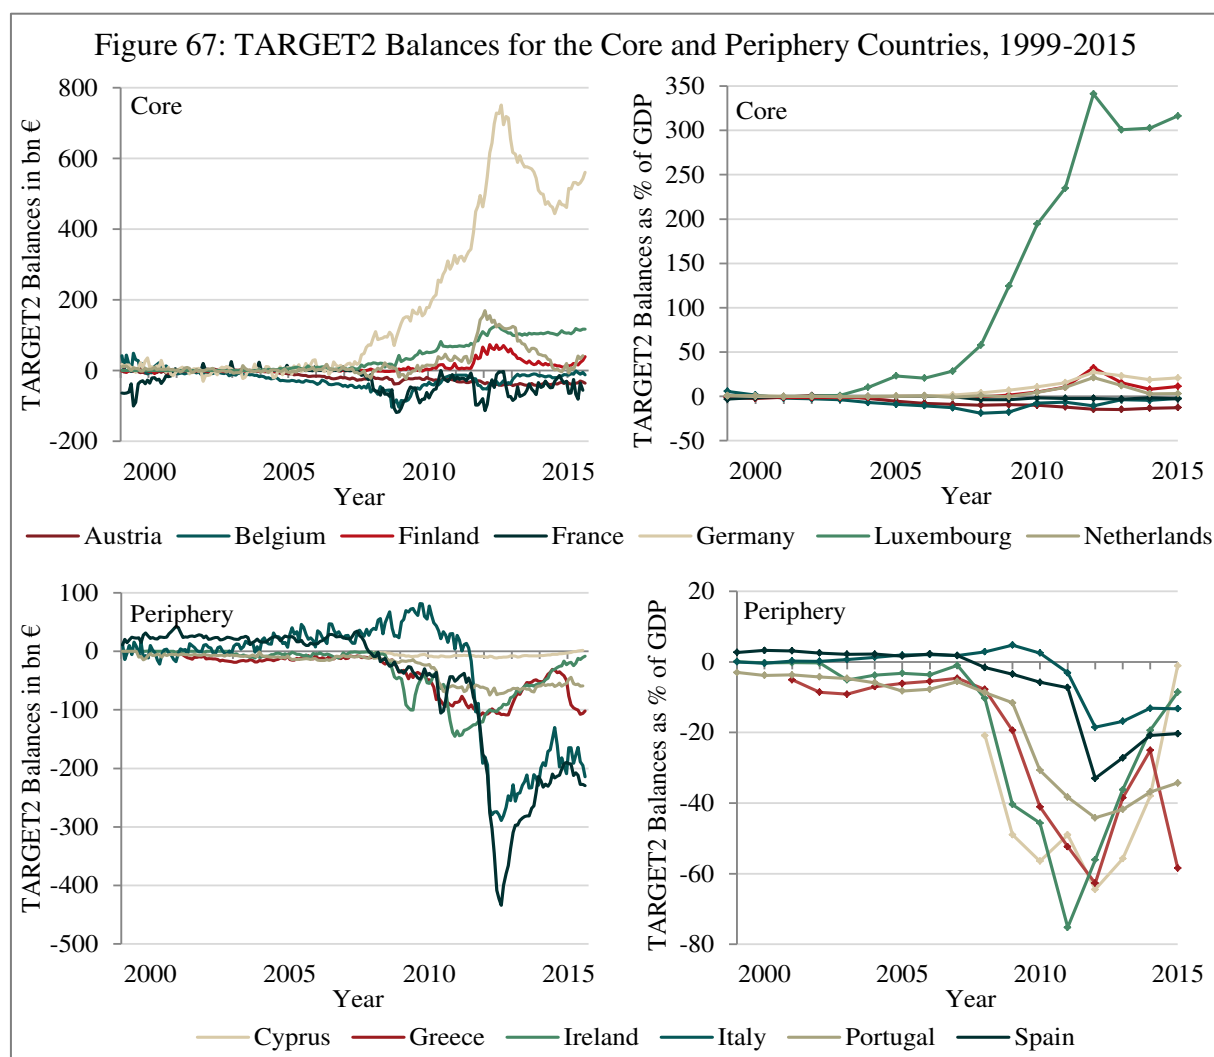 Figure 67: TARGET2 Balances for the Core and Periphery Countries, 1999-2015
TARGET2 Balances in bn €
800
600
400
200
0
-200
Core
2000 2005 2010 2015
Year
TARGET2 Balances as % of GDP
350
300
250
200
150
100
50
0
-50
Core
2000 2005 2010 2015
Year
Austria Belgium Finland France Germany Luxembourg Netherlands
TARGET2 Balances in bn €
100
0
-100
-200
-300
-400
-500
Periphery
2000 2005 2010 2015
Year
TARGET2 Balances as % of GDP
20
0
-20
-40
-60
-80
Periphery
2000 2005 2010 2015
Year
Cyprus Greece Ireland Italy Portugal Spain